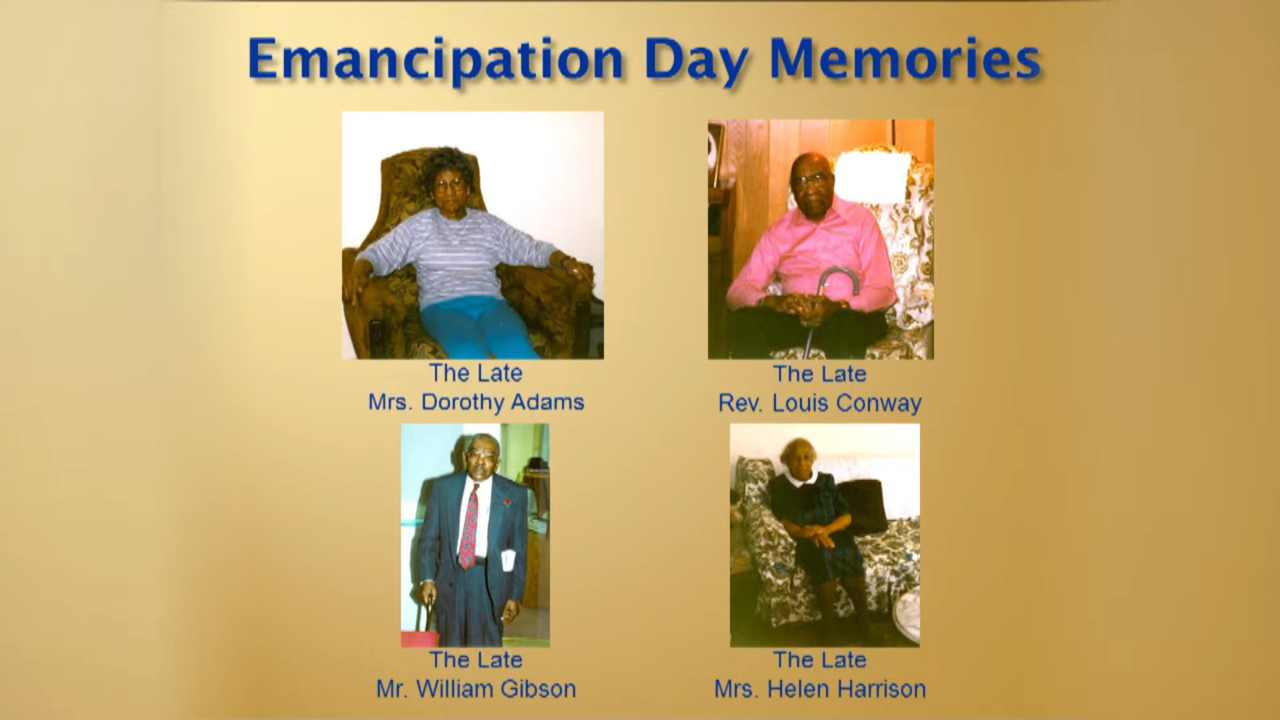 Emancipation Day Memories
The Late
Mrs. Dorothy Adams
The Late
Rev. Louis Conway
The Late
Mr. William Gibson
The Late
Mrs. Helen Harrison